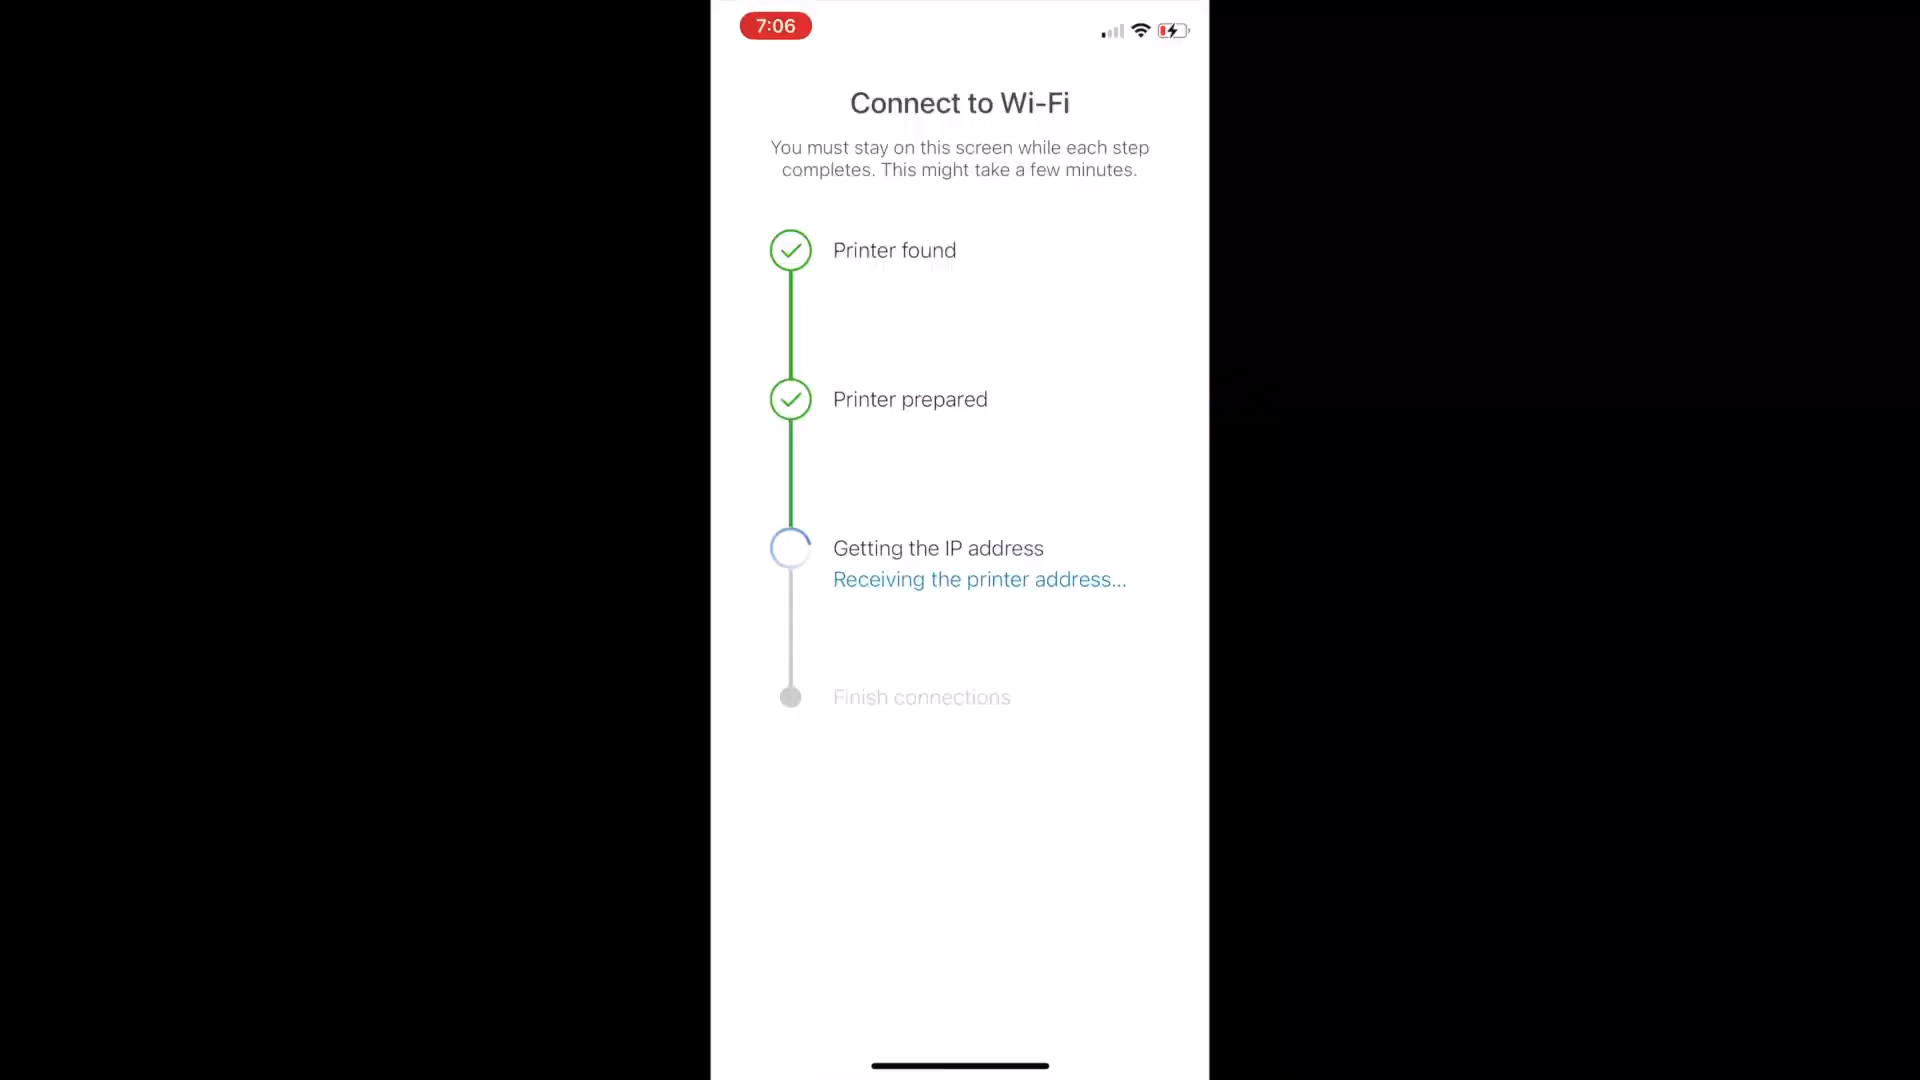 7:06
Connect to Wi-Fi
You must stay on this screen while each step
completes. This might take a few minutes.
Printer found
Printer prepared
Getting the IP address
Receiving the printer address...
Finish connections